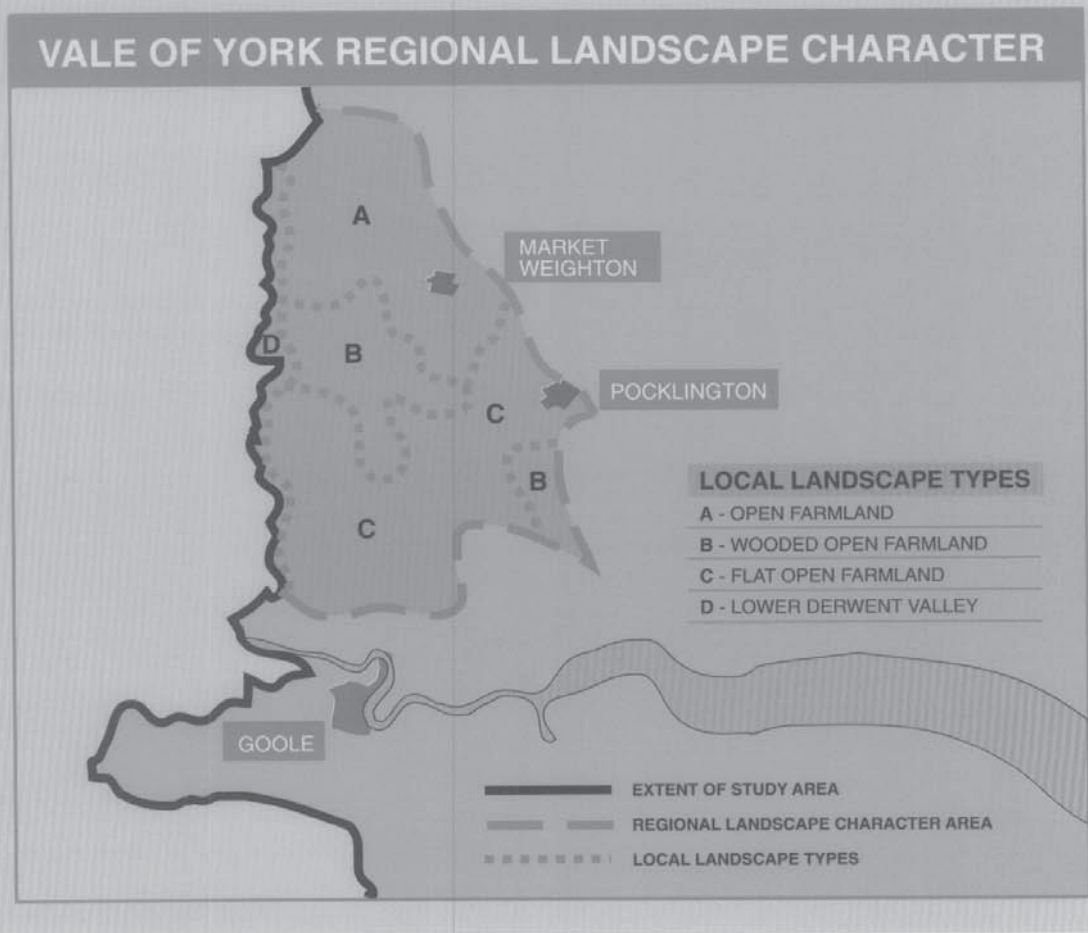 VALE OF YORK REGIONAL LANDSCAPE CHARACTER
A
MARKET
WEIGHTON
D
B
POCKLINGTON
C
B
C
LOCAL LANDSCAPE TYPES
A - OPEN FARMLAND
B - WOODED OPEN FARMLAND
C - FLAT OPEN FARMLAND
D - LOWER DERWENT VALLEY
GOOLE
EXTENT OF STUDY AREA
REGIONAL LANDSCAPE CHARACTER AREA
LOCAL LANDSCAPE TYPES